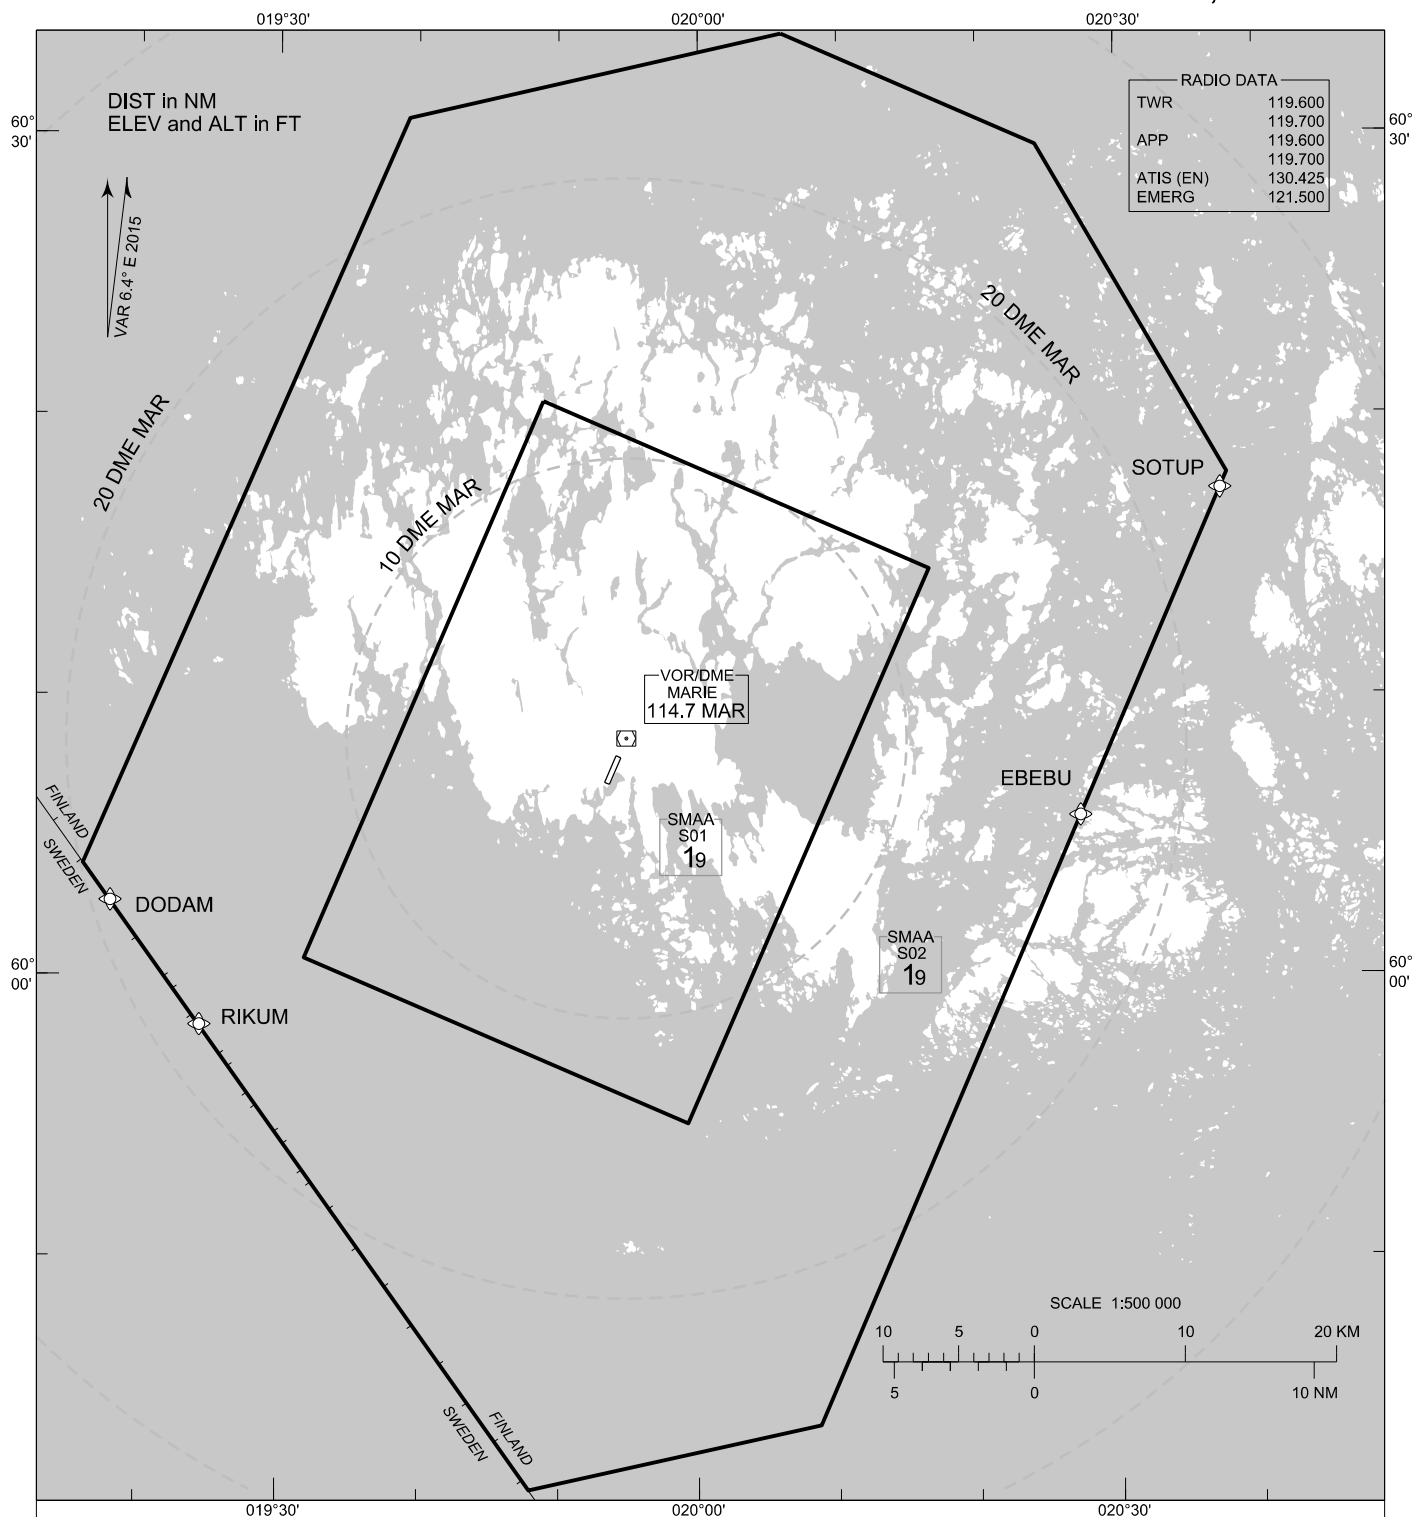 019°30'
020°00'
020°30'
DIST in NM
ELEV and ALT in FT
60°
30'
60°
30'
RADIO DATA
TWR 119.600
119.700
APP 119.600
119.700
ATIS (EN) 130.425
EMERG 121.500
VAR 6.4° E 2015
20 DME MAR
20 DME MAR
10 DME MAR
SOTUP
VOR/DME
MARIE
114.7 MAR
EBEBU
FINLAND
SWEDEN
SMAA
S01
19
DODAM
SMAA
S02
19
60°
00'
60°
00'
RIKUM
SCALE 1:500 000
10 5 0 10 20 KM
5 0 10 NM
FINLAND
SWEDEN
019°30'
020°00'
020°30'